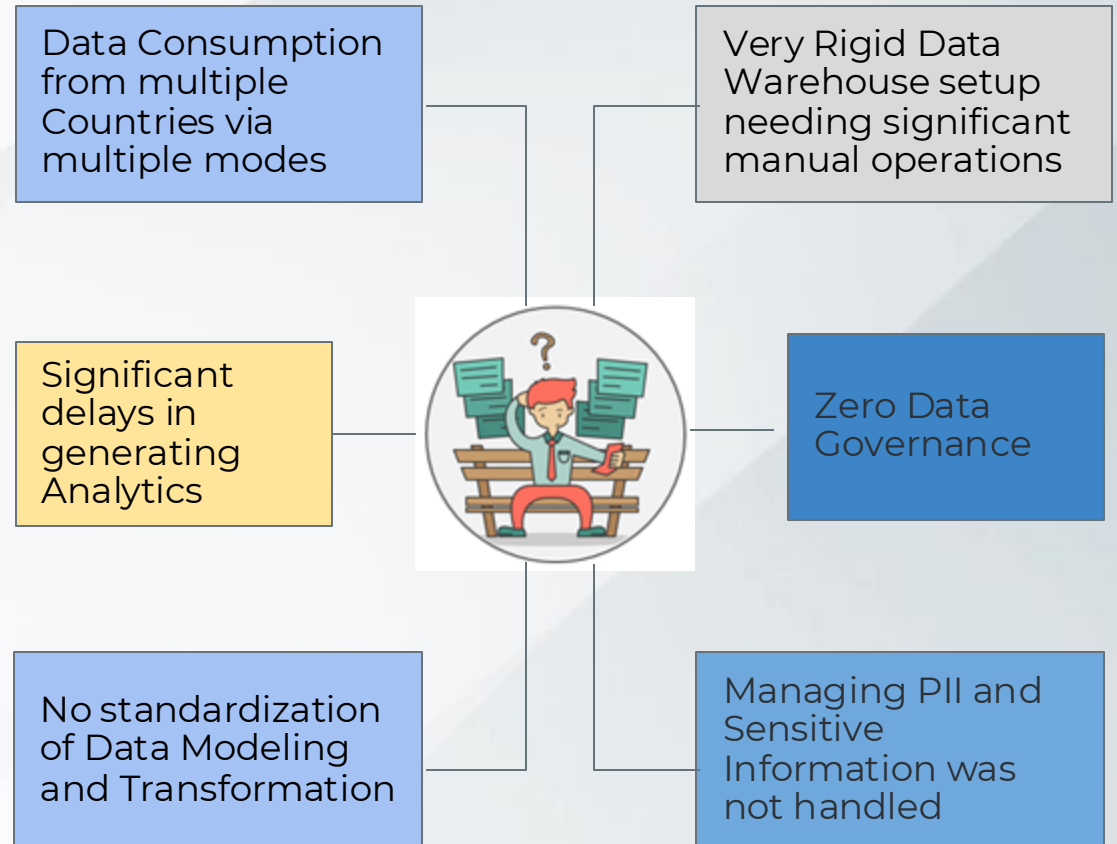 Data Consumption
from multiple
Countries via
multiple modes
Very Rigid Data
Warehouse setup
needing significant
manual operations
Significant
delays in
generating
Analytics
?
Zero Data
Governance
No standardization
of Data Modeling
and Transformation
Managing PII and
Sensitive
Information was
not handled